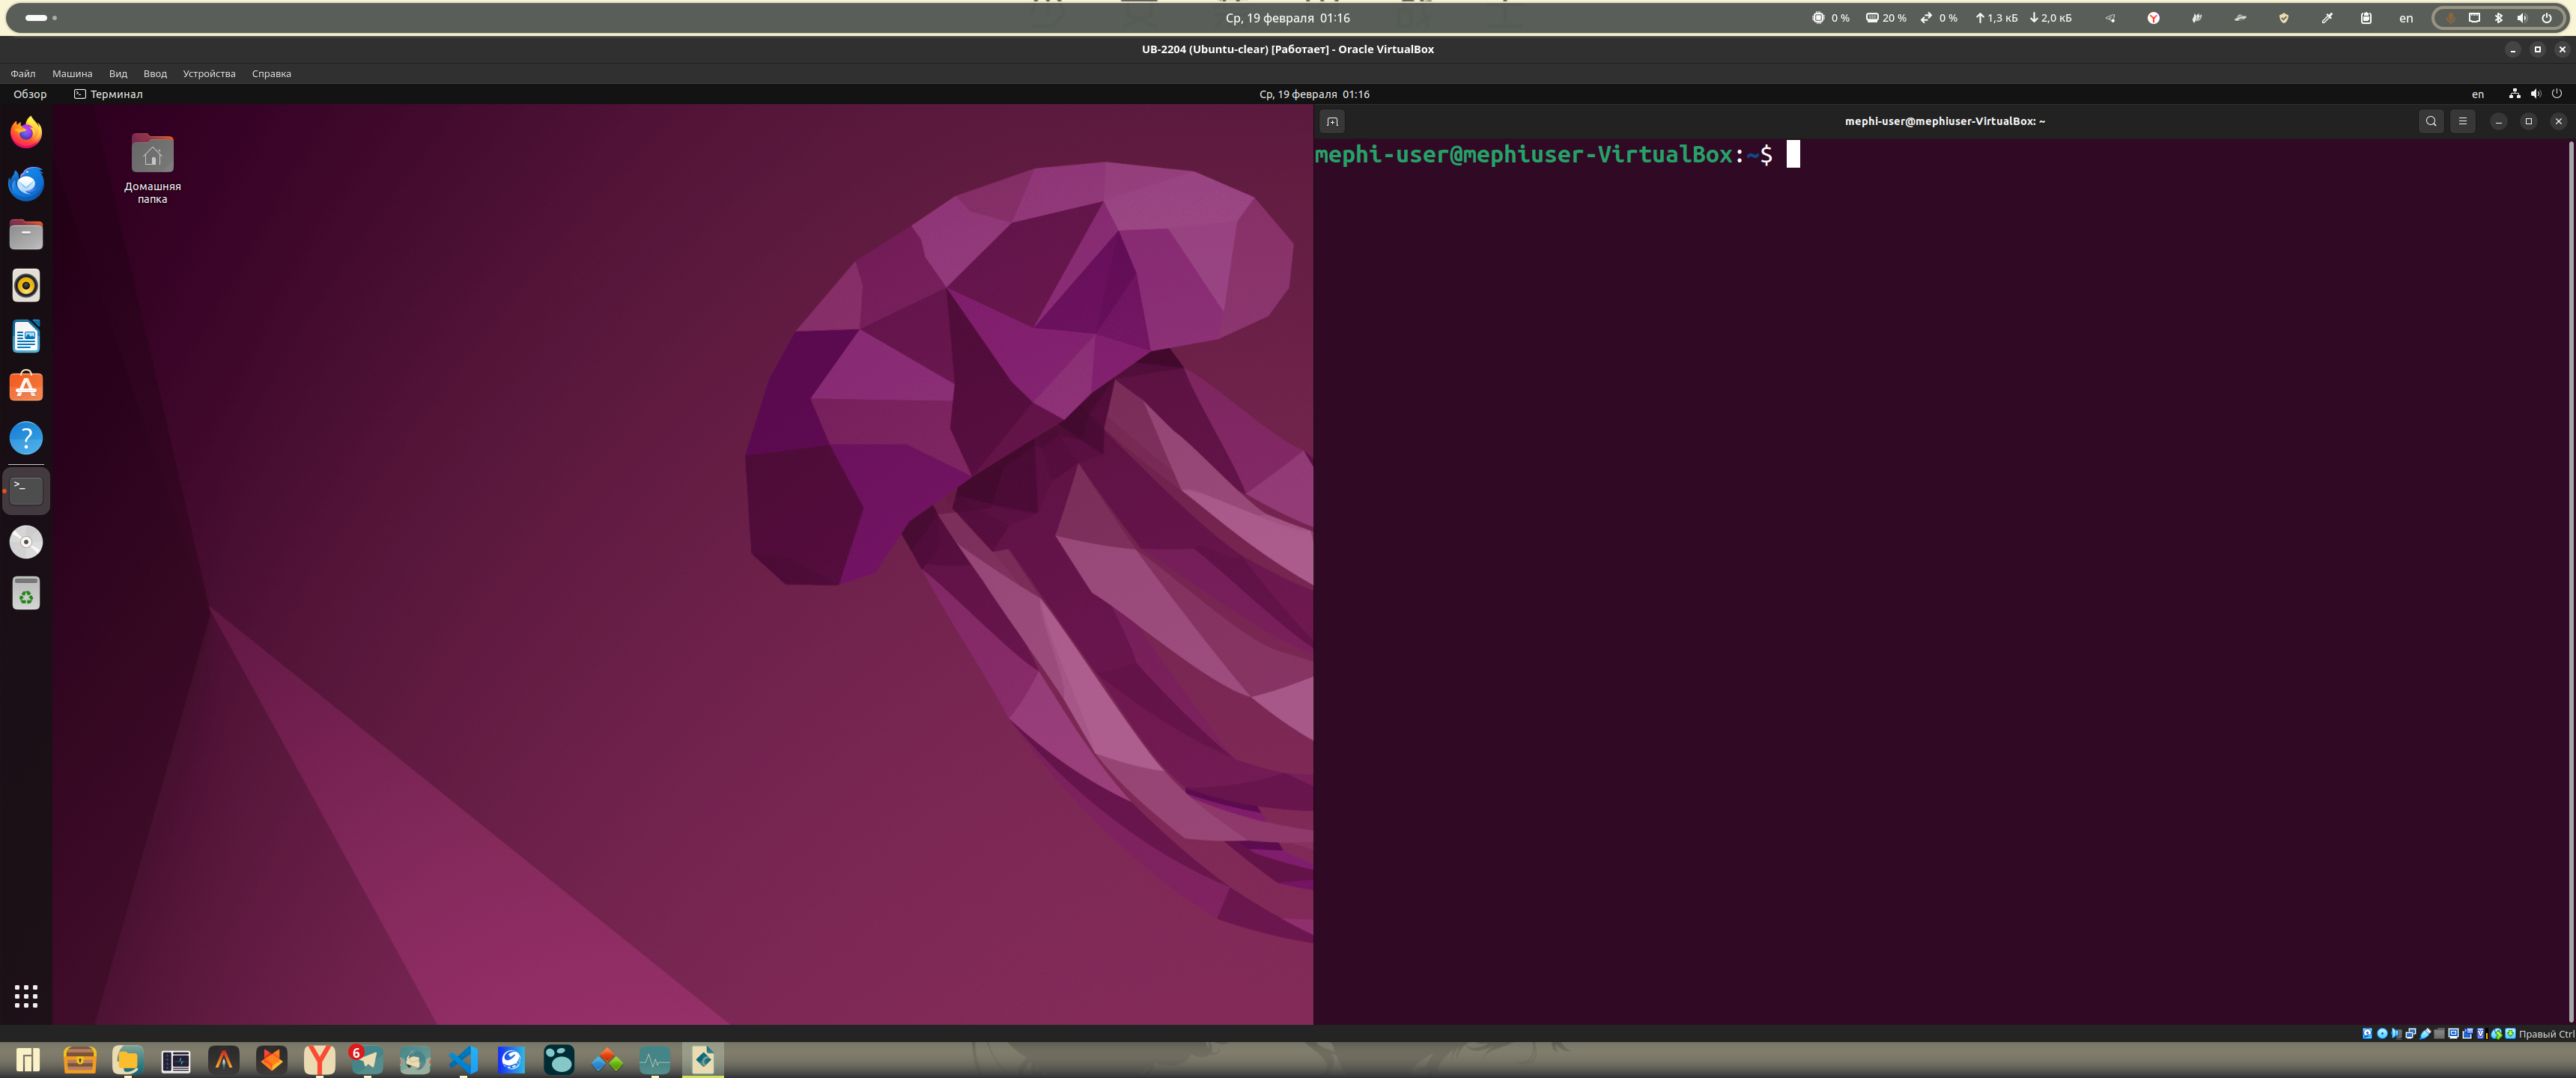 Ср, 19 февраля 01:16
0 %
20 %
0 %
1,3 кБ
2,0 кБ
en
UB-2204 (Ubuntu-clear) [Работает] - Oracle VirtualBox
Файл Машина Вид Ввод Устройства Справка
Обзор
Терминал
Ср, 19 февраля 01:16
en
mephi-user@mephiuser-VirtualBox: ~
mephi-user@mephiuser-VirtualBox:~$
Домашняя
папка
Правый Ctrl
6